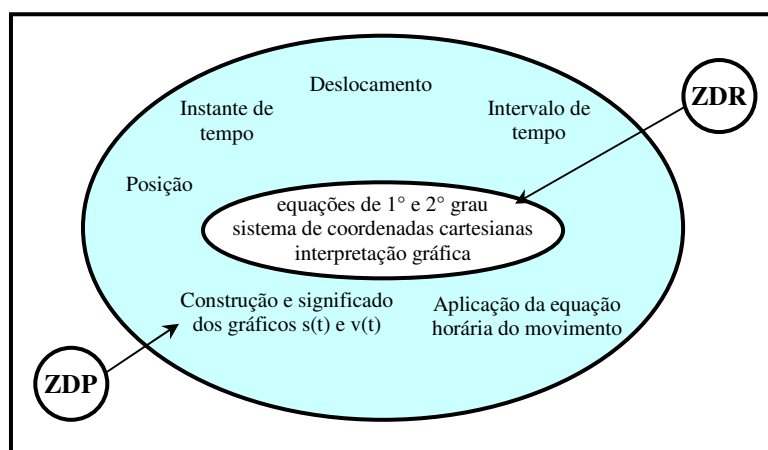 Deslocamento
ZDR
Instante de
tempo
Intervalo de
tempo
Posição
equações de 1° e 2° grau
sistema de coordenadas cartesianas
interpretação gráfica
Construção e significado
dos gráficos s(t) e v(t)
Aplicação da equação
horária do movimento
ZDP